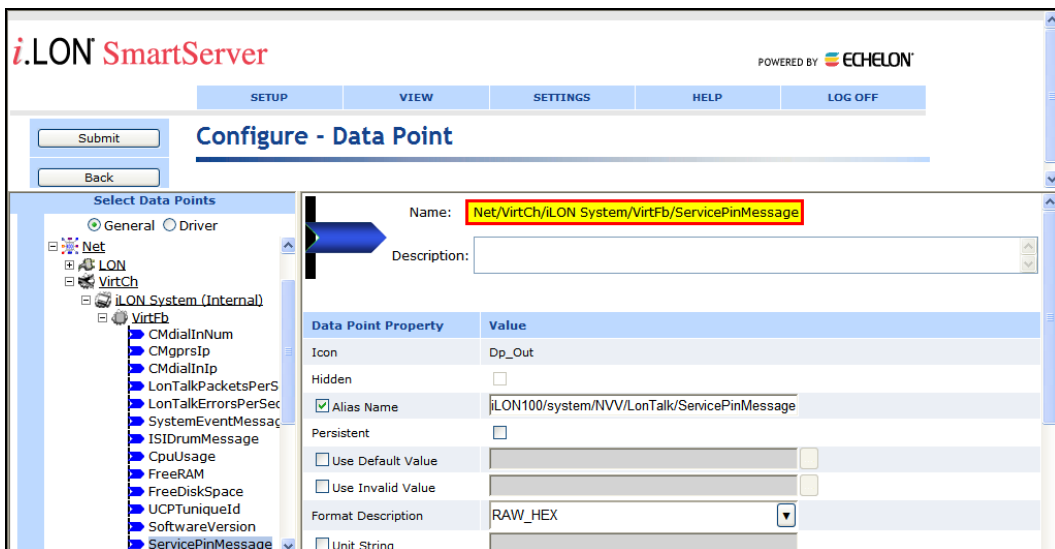 i.LON SmartServer
POWERED BY ECHELON
SETUP VIEW SETTINGS HELP LOG OFF
Submit
Configure - Data Point
Back
Select Data Points
General Driver
Net
LON
VirtCh
iLON System (Internal)
VirtFb
CMdialInNum
CMgprsIp
CMdialInIp
LonTalkPacketsPerS
LonTalkErrorsPerSec
SystemEventMessag
ISIDrumMessage
CpuUsage
FreeRAM
FreeDiskSpace
UCPTuniqueId
SoftwareVersion
ServicePinMessage
Name: Net/VirtCh/iLON System/VirtFb/ServicePinMessage
Description:
Data Point Property Value
Icon Dp_Out
Hidden
Alias Name iLON100/system/NVV/LonTalk/ServicePinMessage
Persistent
Use Default Value
Use Invalid Value
Format Description RAW_HEX
Unit String